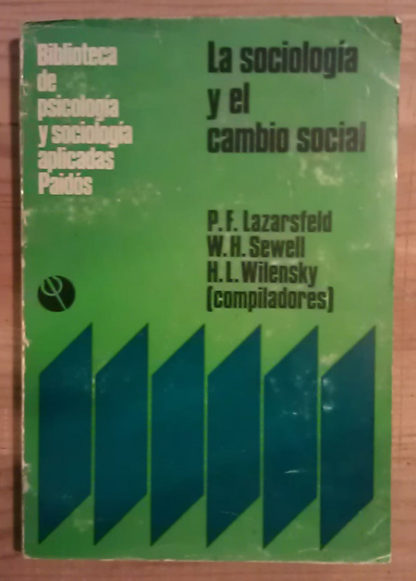 Biblioteca
de
psicología
y sociología
aplicadas
Paidós
La sociología
y el
cambio social
P. F. Lazarsfeld
W. H. Sewell
H. L. Wilensky
(compiladores)